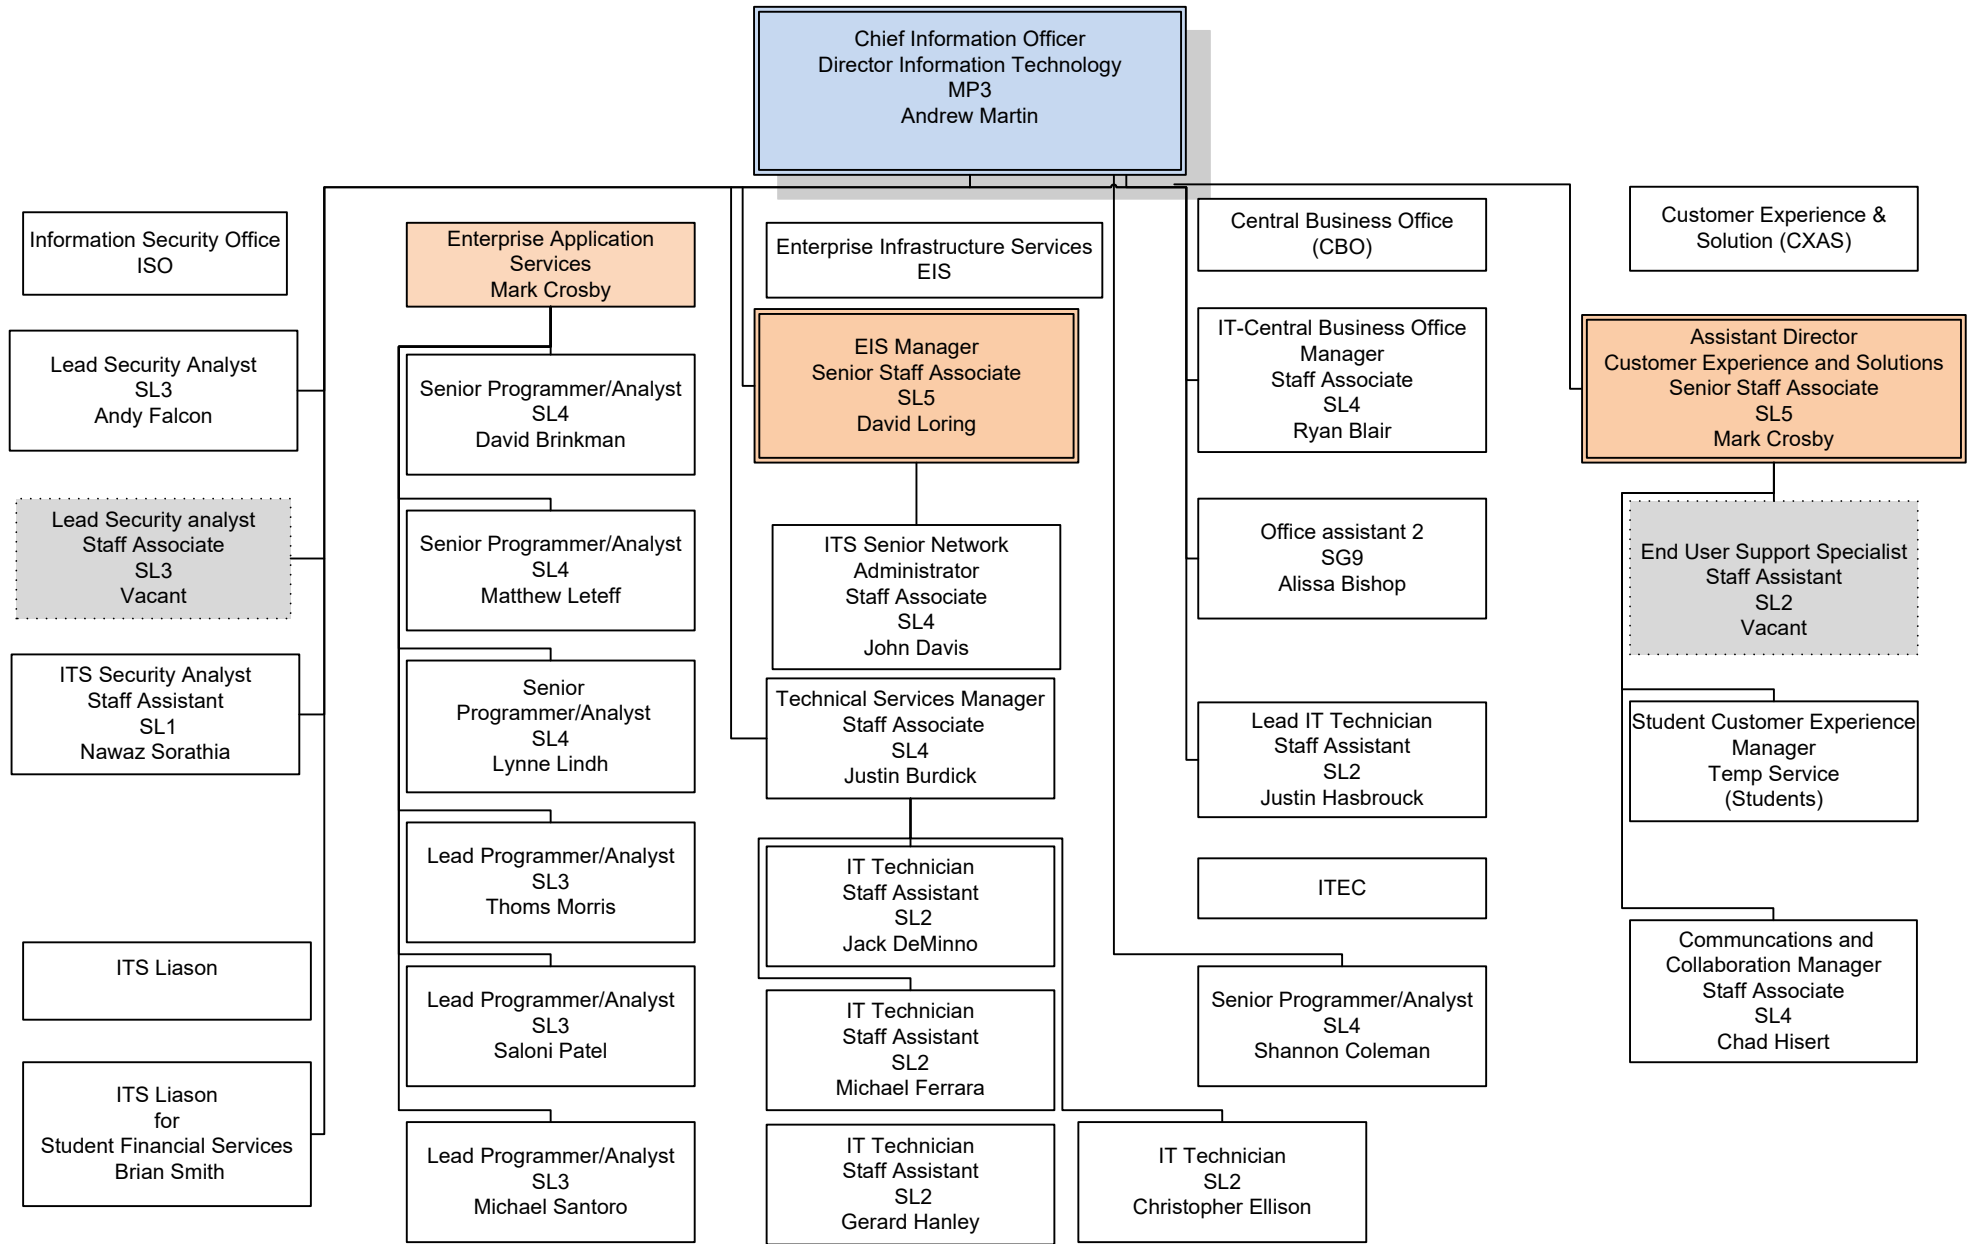 Chief Information Officer
Director Information Technology
MP3
Andrew Martin
Information Security Office
ISO
Lead Security Analyst
SL3
Andy Falcon
Lead Security analyst
Staff Associate
SL3
Vacant
ITS Security Analyst
Staff Assistant
SL1
Nawaz Sorathia
ITS Liason
ITS Liason
for
Student Financial Services
Brian Smith
Enterprise Application
Services
Mark Crosby
Senior Programmer/Analyst
SL4
David Brinkman
Senior Programmer/Analyst
SL4
Matthew Leteff
Senior
Programmer/Analyst
SL4
Lynne Lindh
Lead Programmer/Analyst
SL3
Thoms Morris
Lead Programmer/Analyst
SL3
Saloni Patel
Lead Programmer/Analyst
SL3
Michael Santoro
Enterprise Infrastructure Services
EIS
EIS Manager
Senior Staff Associate
SL5
David Loring
ITS Senior Network
Administrator
Staff Associate
SL4
John Davis
Technical Services Manager
Staff Associate
SL4
Justin Burdick
IT Technician
Staff Assistant
SL2
Jack DeMinno
IT Technician
Staff Assistant
SL2
Michael Ferrara
IT Technician
Staff Assistant
SL2
Gerard Hanley
IT Technician
SL2
Christopher Ellison
Central Business Office
(CBO)
IT-Central Business Office
Manager
Staff Associate
SL4
Ryan Blair
Office assistant 2
SG9
Alissa Bishop
Lead IT Technician
Staff Assistant
SL2
Justin Hasbrouck
ITEC
Senior Programmer/Analyst
SL4
Shannon Coleman
Customer Experience &
Solution (CXAS)
Assistant Director
Customer Experience and Solutions
Senior Staff Associate
SL5
Mark Crosby
End User Support Specialist
Staff Assistant
SL2
Vacant
Student Customer Experience
Manager
Temp Service
(Students)
Communcations and
Collaboration Manager
Staff Associate
SL4
Chad Hisert